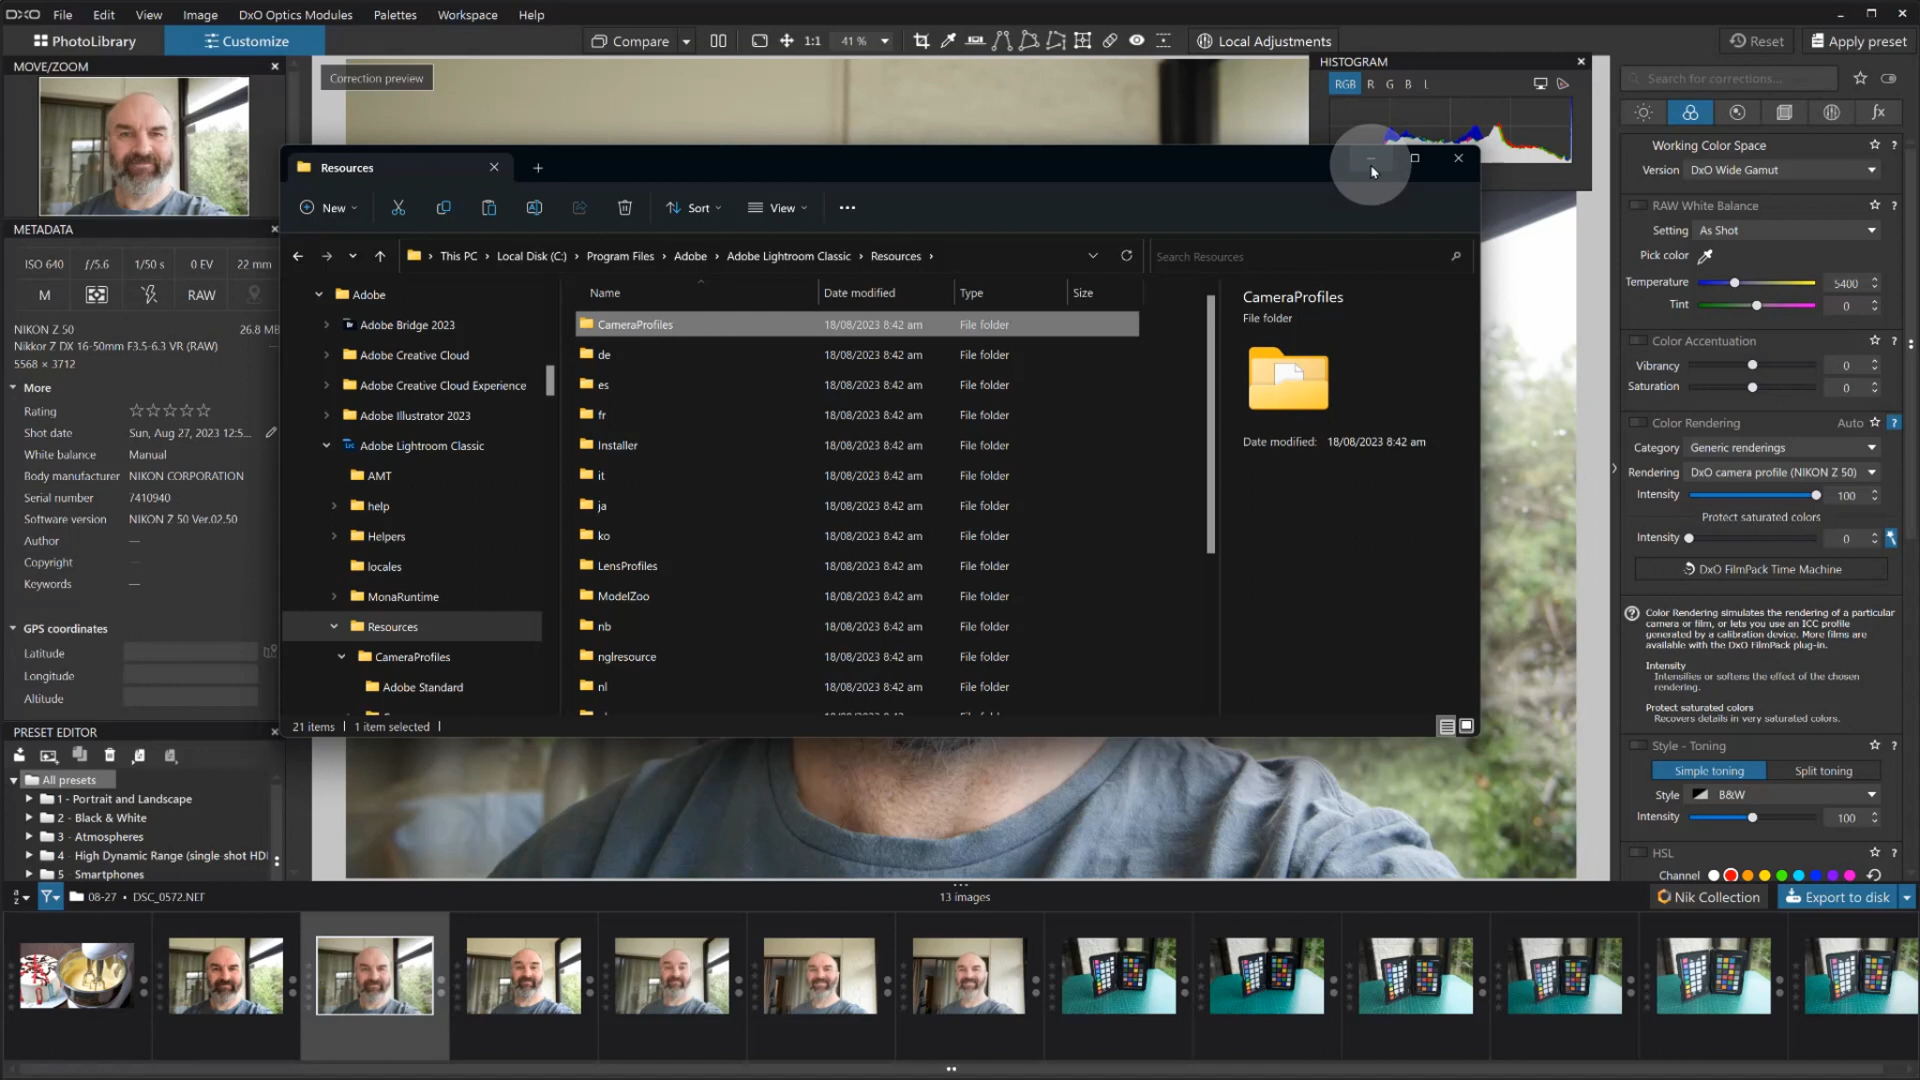 DXO File Edit View Image DxO Optics Modules Palettes Workspace Help
PhotoLibrary Customize Compare 1:1 41 % Local Adjustments Reset Apply preset
MOVE/ZOOM
Correction preview
HISTOGRAM
RGB R G B L
METADATA
ISO 640 ƒ/5.6 1/50 s 0 EV 22 mm
M RAW
NIKON Z 50 26.8 MB
Nikkor Z DX 16-50mm F3.5-6.3 VR (RAW)
5568 × 3712
More
Rating
Shot date Sun, Aug 27, 2023 12:5...
White balance Manual
Body manufacturer NIKON CORPORATION
Serial number 7410940
Software version NIKON Z 50 Ver.02.50
Author —
Copyright —
Keywords —
GPS coordinates
Latitude
Longitude
Altitude
PRESET EDITOR
All presets
1 - Portrait and Landscape
2 - Black & White
3 - Atmospheres
4 - High Dynamic Range (single-shot HD
5 - Smartphones
Resources
New Sort View
This PC Local Disk (C:) Program Files Adobe Adobe Lightroom Classic Resources
Search Resources
Adobe
Adobe Bridge 2023
Adobe Creative Cloud
Adobe Creative Cloud Experience
Adobe Illustrator 2023
Adobe Lightroom Classic
AMT
help
Helpers
locales
MonaRuntime
Resources
CameraProfiles
Adobe Standard
Name Date modified Type Size
CameraProfiles 18/08/2023 8:42 am File folder
de 18/08/2023 8:42 am File folder
es 18/08/2023 8:42 am File folder
fr 18/08/2023 8:42 am File folder
Installer 18/08/2023 8:42 am File folder
it 18/08/2023 8:42 am File folder
ja 18/08/2023 8:42 am File folder
ko 18/08/2023 8:42 am File folder
LensProfiles 18/08/2023 8:42 am File folder
ModelZoo 18/08/2023 8:42 am File folder
nb 18/08/2023 8:42 am File folder
nglresource 18/08/2023 8:42 am File folder
nl 18/08/2023 8:42 am File folder
CameraProfiles
File folder
Date modified: 18/08/2023 8:42 am
21 items 1 item selected
Search for corrections...
Working Color Space
Version DxO Wide Gamut
RAW White Balance
Setting As Shot
Pick color
Temperature 5400
Tint 0
Color Accentuation
Vibrancy 0
Saturation 0
Color Rendering Auto
Category Generic renderings
Rendering DxO camera profile (NIKON Z 50)
Intensity 100
Protect saturated colors
Intensity 0
DxO FilmPack Time Machine
Color Rendering simulates the rendering of a particular
camera or film, or lets you use an ICC profile
generated by a calibration device. More films are
available with the DxO FilmPack plug-in.
Intensity
Intensifies or softens the effect of the chosen
rendering.
Protect saturated colors
Recovers details in very saturated colors.
Style - Toning
Simple toning Split toning
Style B&W
Intensity 100
HSL
Channel
08-27 • DSC_0572.NEF
13 images
Nik Collection Export to disk